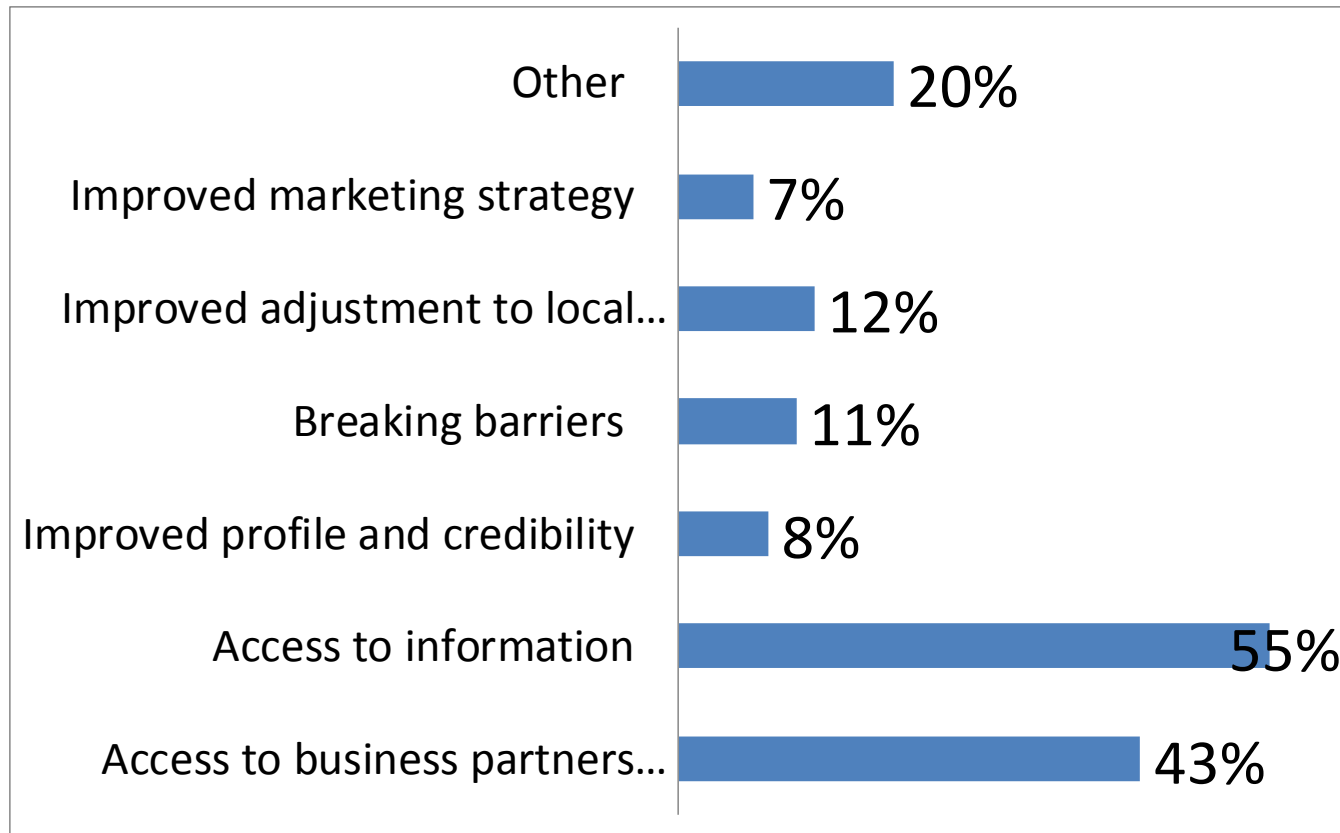 Other 20%
Improved marketing strategy 7%
Improved adjustment to local... 12%
Breaking barriers 11%
Improved profile and credibility 8%
Access to information 55%
Access to business partners... 43%